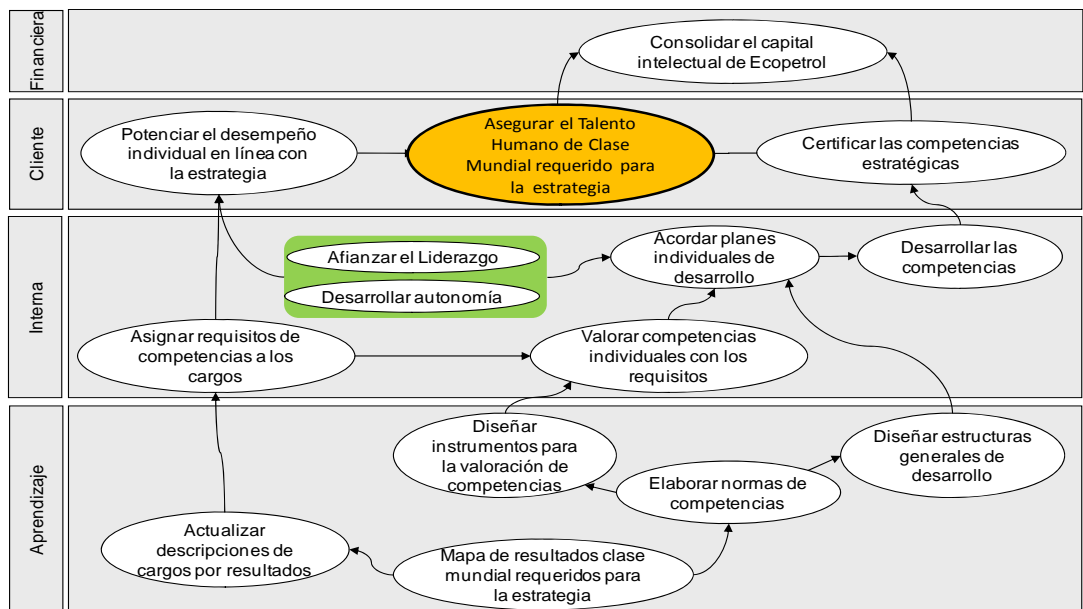 Financiera
Consolidar el capital
intelectual de Ecopetrol
Cliente
Potenciar el desempeño
individual en línea con
la estrategia
Asegurar el Talento
Humano de Clase
Mundial requerido para
la estrategia
Certificar las competencias
estratégicas
Interna
Afianzar el Liderazgo
Desarrollar autonomía
Acordar planes
individuales de
desarrollo
Desarrollar las
competencias
Asignar requisitos de
competencias a los
cargos
Valorar competencias
individuales con los
requisitos
Aprendizaje
Diseñar
instrumentos para
la valoración de
competencias
Diseñar estructuras
generales de
desarrollo
Elaborar normas de
competencias
Actualizar
descripciones de
cargos por resultados
Mapa de resultados clase
mundial requeridos para
la estrategia